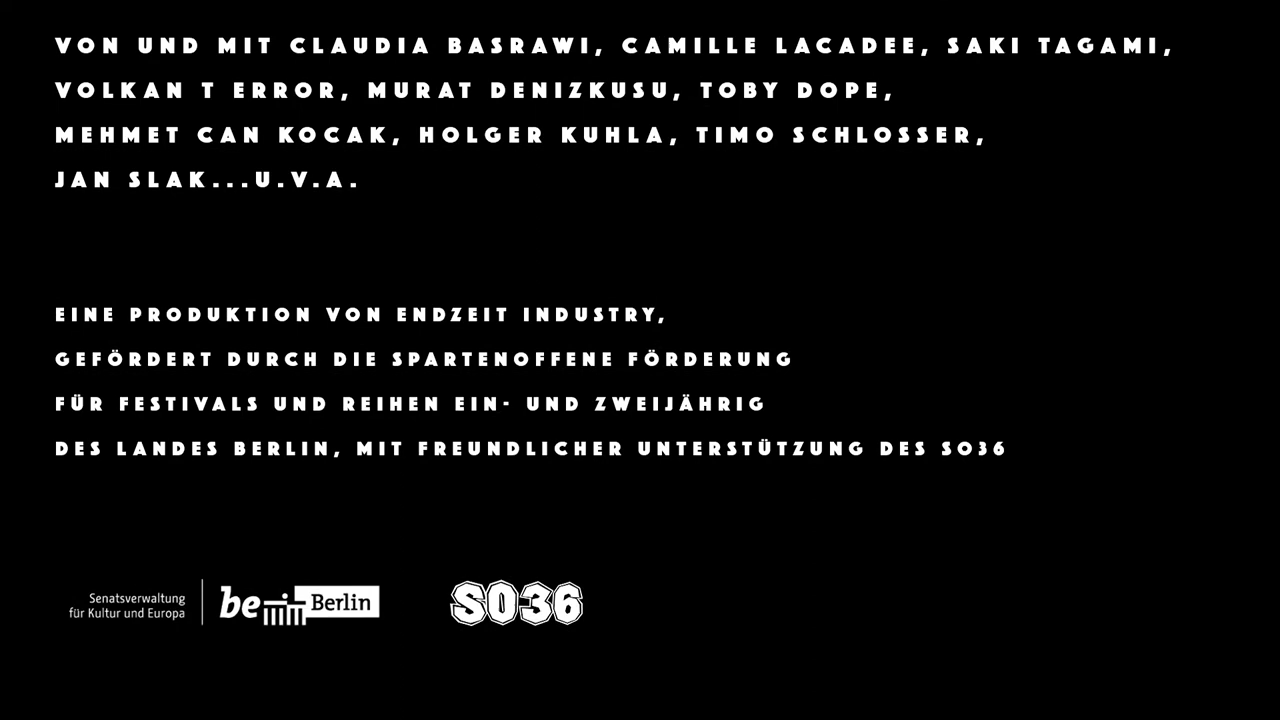 VON UND MIT CLAUDIA BASRAWI, CAMILLE LACADEE, SAKI TAGAMI,
VOLKAN T ERROR, MURAT DENIZKUSU, TOBY DOPE,
MEHMET CAN KOCAK, HOLGER KUHLA, TIMO SCHLOSSER,
JAN SLAK...U.V.A.
EINE PRODUKTION VON ENDZEIT INDUSTRY,
GEFÖRDERT DURCH DIE SPARTENOFFENE FÖRDERUNG
FÜR FESTIVALS UND REIHEN EIN- UND ZWEIJÄHRIG
DES LANDES BERLIN, MIT FREUNDLICHER UNTERSTÜTZUNG DES SO36
Senatsverwaltung
für Kultur und Europa
be Berlin
SO36